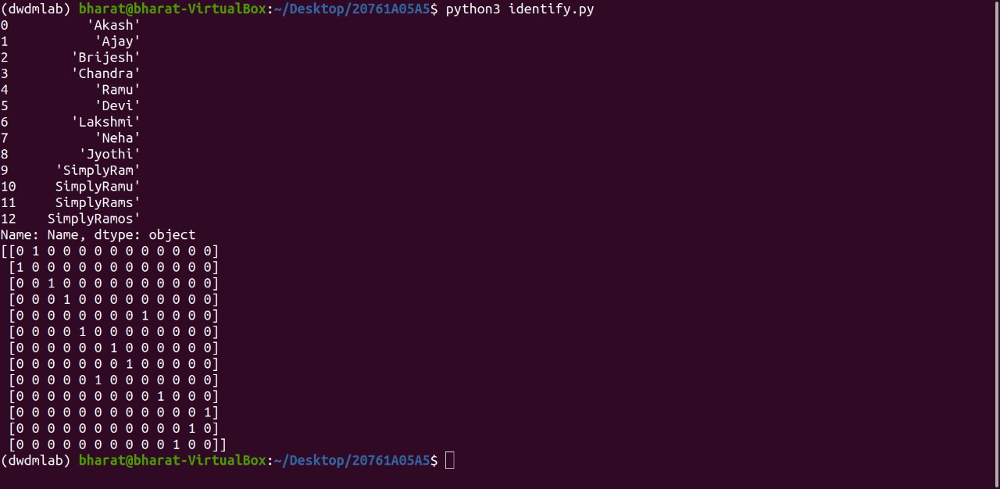 (dwdmlab) bharat@bharat-VirtualBox:~/Desktop/20761A05A5$ python3 identify.py
0          'Akash'
1           'Ajay'
2        'Brijesh'
3        'Chandra'
4           'Ramu'
5           'Devi'
6        'Lakshmi'
7           'Neha'
8         'Jyothi'
9      'SimplyRam'
10     SimplyRamu'
11     SimplyRams'
12    SimplyRamos'
Name: Name, dtype: object
[[0 1 0 0 0 0 0 0 0 0 0 0 0]
 [1 0 0 0 0 0 0 0 0 0 0 0 0]
 [0 0 1 0 0 0 0 0 0 0 0 0 0]
 [0 0 0 1 0 0 0 0 0 0 0 0 0]
 [0 0 0 0 0 0 0 0 1 0 0 0 0]
 [0 0 0 0 1 0 0 0 0 0 0 0 0]
 [0 0 0 0 0 0 1 0 0 0 0 0 0]
 [0 0 0 0 0 0 0 1 0 0 0 0 0]
 [0 0 0 0 0 1 0 0 0 0 0 0 0]
 [0 0 0 0 0 0 0 0 0 1 0 0 0]
 [0 0 0 0 0 0 0 0 0 0 0 0 1]
 [0 0 0 0 0 0 0 0 0 0 0 1 0]
 [0 0 0 0 0 0 0 0 0 0 1 0 0]]
(dwdmlab) bharat@bharat-VirtualBox:~/Desktop/20761A05A5$